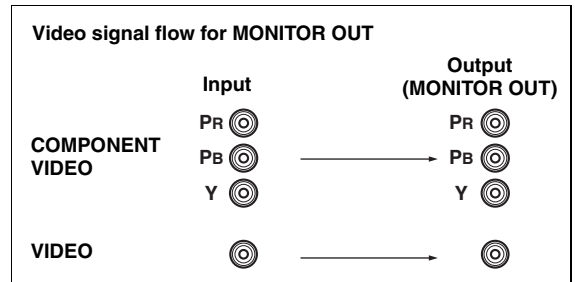 Video signal flow for MONITOR OUT
Input
Output
(MONITOR OUT)
PR
PR
COMPONENT
VIDEO
PB
PB
Y
Y
VIDEO